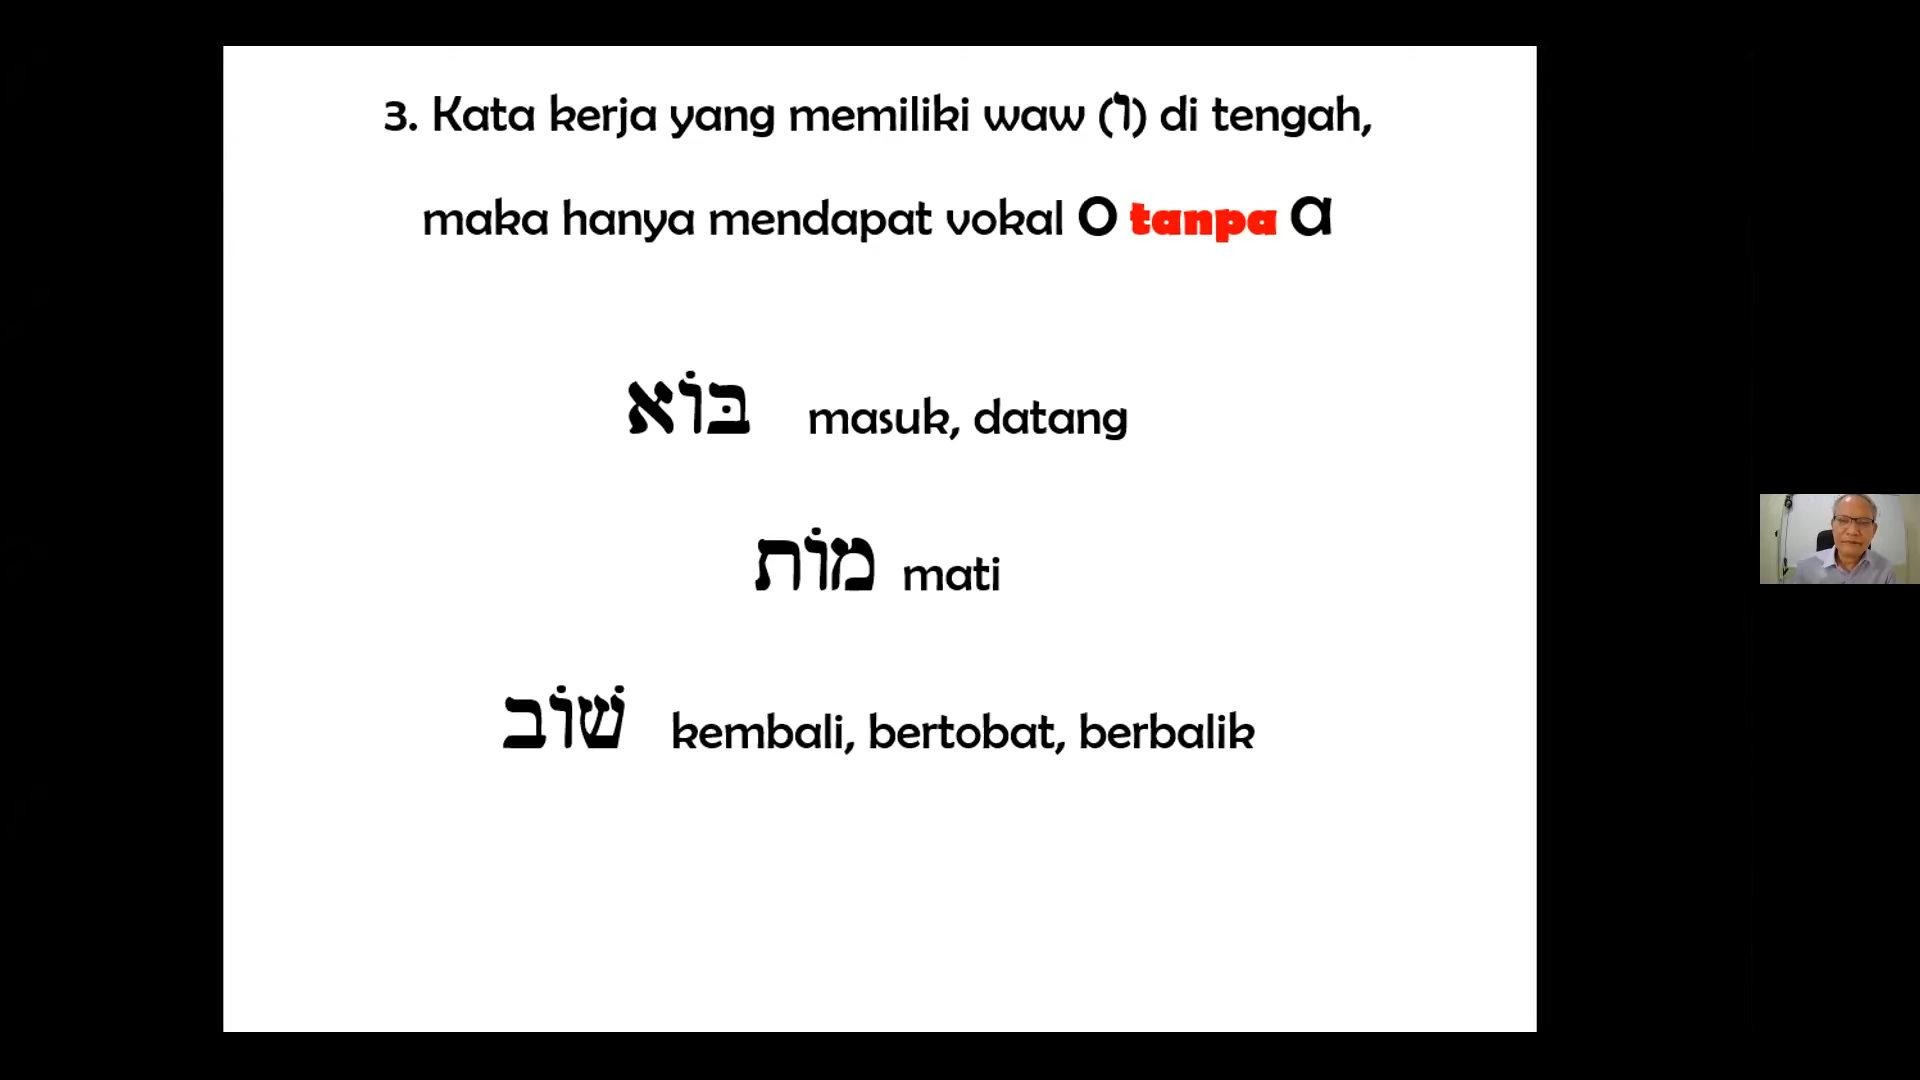 3. Kata kerja yang memiliki waw (וֹ) di tengah,
maka hanya mendapat vokal o tanpa a
בּוֹא masuk, datang
מוֹת mati
שׁוֹב kembali, bertobat, berbalik